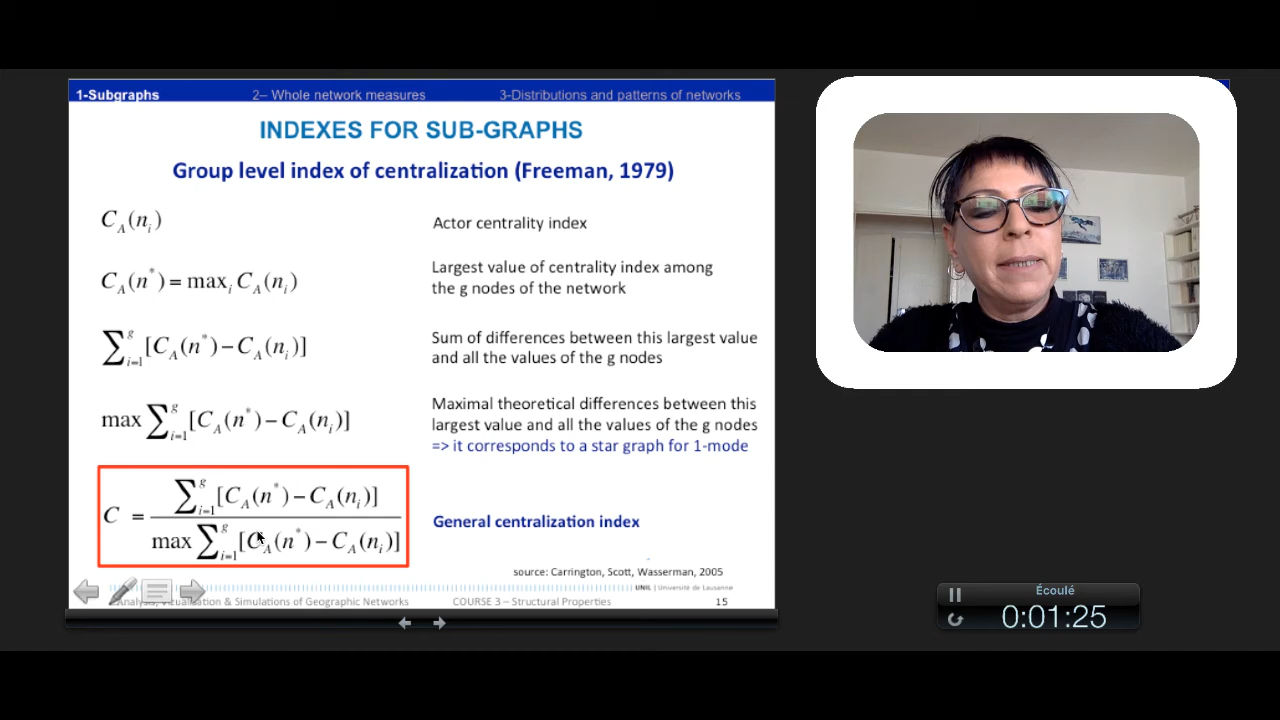 1-Subgraphs 2– Whole network measures 3-Distributions and patterns of networks
INDEXES FOR SUB-GRAPHS
Group level index of centralization (Freeman, 1979)
C_A(n_i) Actor centrality index
C_A(n*) = max_i C_A(n_i) Largest value of centrality index among
the g nodes of the network
∑_{i=1}^{g} [C_A(n*) – C_A(n_i)] Sum of differences between this largest value
and all the values of the g nodes
max ∑_{i=1}^{g} [C_A(n*) – C_A(n_i)] Maximal theoretical differences between this
largest value and all the values of the g nodes
=> it corresponds to a star graph for 1-mode
C = ∑_{i=1}^{g} [C_A(n*) – C_A(n_i)] / max ∑_{i=1}^{g} [C_A(n*) – C_A(n_i)] General centralization index
source: Carrington, Scott, Wasserman, 2005
UNIL | Université de Lausanne
& Simulations of Geographic Networks COURSE 3 – Structural Properties 15
Écoulé
0:01:25